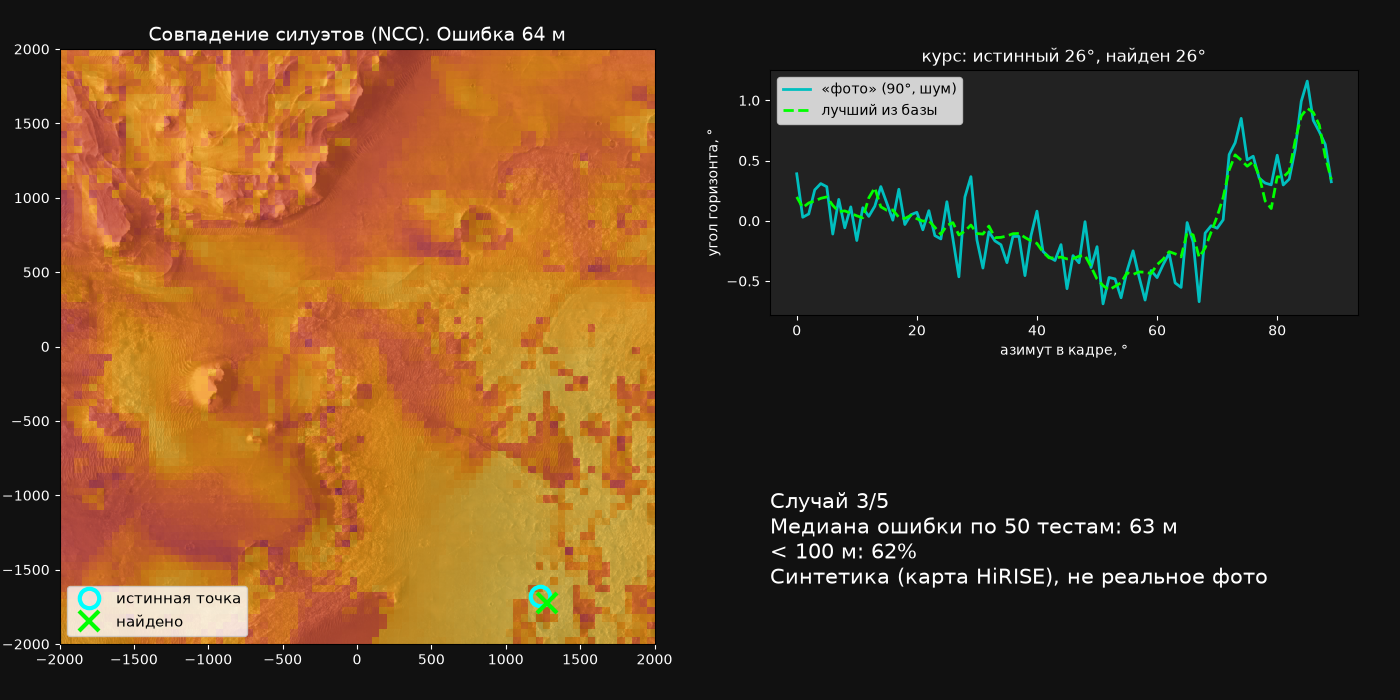 Совпадение силуэтов (NCC). Ошибка 64 м
2000
1500
1000
500
0
−500
−1000
−1500
−2000
истинная точка
найдено
−2000
−1500
−1000
−500
0
500
1000
1500
2000
курс: истинный 26°, найден 26°
«фото» (90°, шум)
лучший из базы
угол горизонта, °
1.0
0.5
0.0
−0.5
0
20
40
60
80
азимут в кадре, °
Случай 3/5
Медиана ошибки по 50 тестам: 63 м
< 100 м: 62%
Синтетика (карта HiRISE), не реальное фото